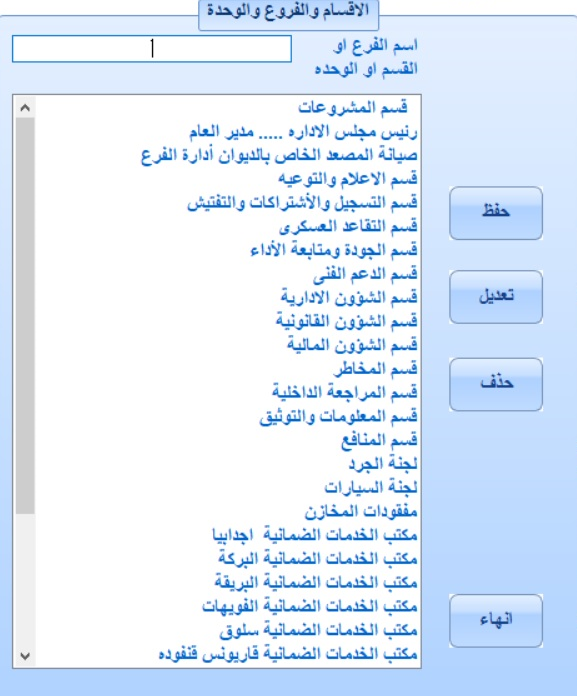 الاقسام والفروع والوحدة
اسم الفرع او
القسم او الوحده
قسم المشروعات
رئيس مجلس الاداره ..... مدير العام
صيانة المصعد الخاص بالديوان أدارة الفرع
قسم الاعلام والتوعيه
قسم التسجيل والأشتراكات والتفتيش
قسم التقاعد العسكرى
قسم الجودة ومتابعة الأداء
قسم الدعم الفنى
قسم الشؤون الادارية
قسم الشؤون القانونية
قسم الشؤون المالية
قسم المخاطر
قسم المراجعة الداخلية
قسم المعلومات والتوثيق
قسم المنافع
لجنة الجرد
لجنة السيارات
مفقودات المخازن
مكتب الخدمات الضمانية اجدابيا
مكتب الخدمات الضمانية البركة
مكتب الخدمات الضمانية البريقة
مكتب الخدمات الضمانية الفويهات
مكتب الخدمات الضمانية سلوق
مكتب الخدمات الضمانية قاريونس قنفوده
حفظ
تعديل
حذف
انهاء